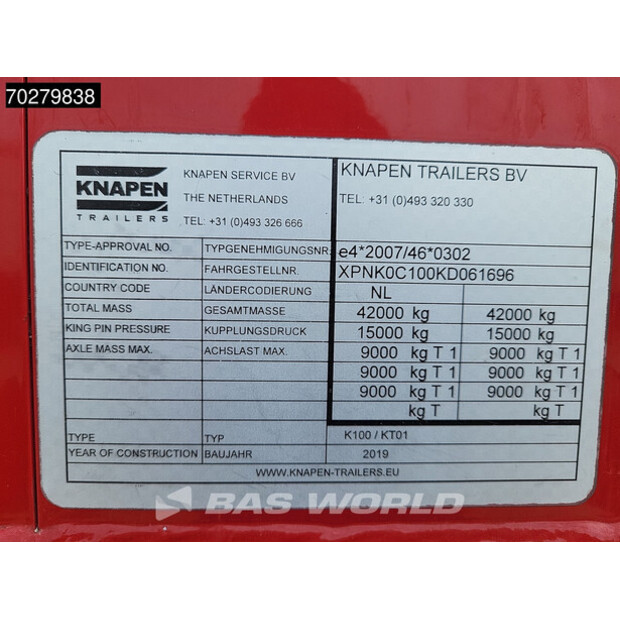 70279838
KNAPEN
TRAILERS
KNAPEN SERVICE BV
THE NETHERLANDS
TEL: +31 (0)493 326 666
KNAPEN TRAILERS BV
TEL: +31 (0)493 320 330
TYPE-APPROVAL NO. TYPGENEHMIGUNGSNR. e4*2007/46*0302
IDENTIFICATION NO. FAHRGESTELLNR. XPNK0C100KD061696
COUNTRY CODE LÄNDERCODIERUNG NL
TOTAL MASS GESAMTMASSE 42000 kg 42000 kg
KING PIN PRESSURE KUPPLUNGSDRUCK 15000 kg 15000 kg
AXLE MASS MAX. ACHSLAST MAX. 9000 kg T 1 9000 kg T 1
9000 kg T 1 9000 kg T 1
9000 kg T 1 9000 kg T 1
kg T kg T
TYPE TYP K100 / KT01
YEAR OF CONSTRUCTION BAUJAHR 2019
WWW.KNAPEN-TRAILERS.EU
BAS WORLD